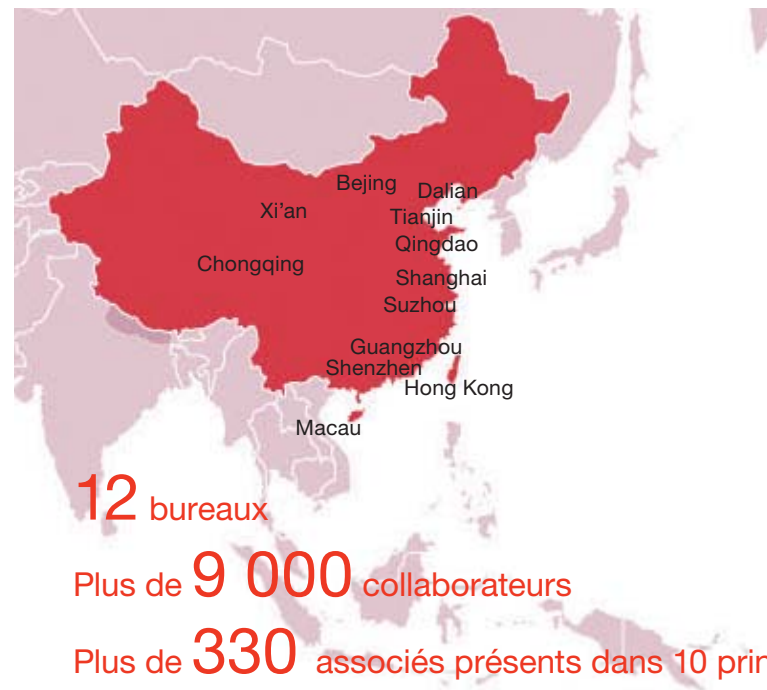 Bejing
Dalian
Xi'an
Tianjin
Qingdao
Chongqing
Shanghai
Suzhou
Guangzhou
Shenzhen
Hong Kong
Macau
12 bureaux
Plus de 9 000 collaborateurs
Plus de 330 associés présents dans 10